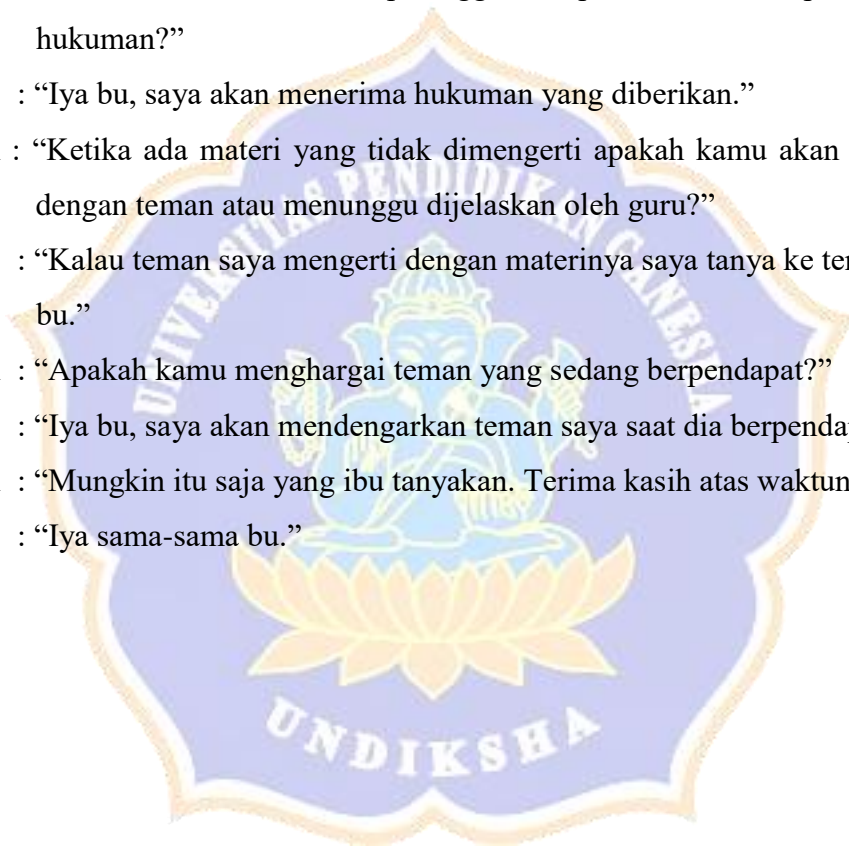 hukuman?”
: “Iya bu, saya akan menerima hukuman yang diberikan.”
: “Ketika ada materi yang tidak dimengerti apakah kamu akan
dengan teman atau menunggu dijelaskan oleh guru?”
: “Kalau teman saya mengerti dengan materinya saya tanya ke
bu.”
: “Apakah kamu menghargai teman yang sedang berpendapat?”
: “Iya bu, saya akan mendengarkan teman saya saat dia
: “Mungkin itu saja yang ibu tanyakan. Terima kasih atas
: “Iya sama-sama bu.”
UNIVERSITAS PENDIDIKAN GANESHA
UNDIKSHA